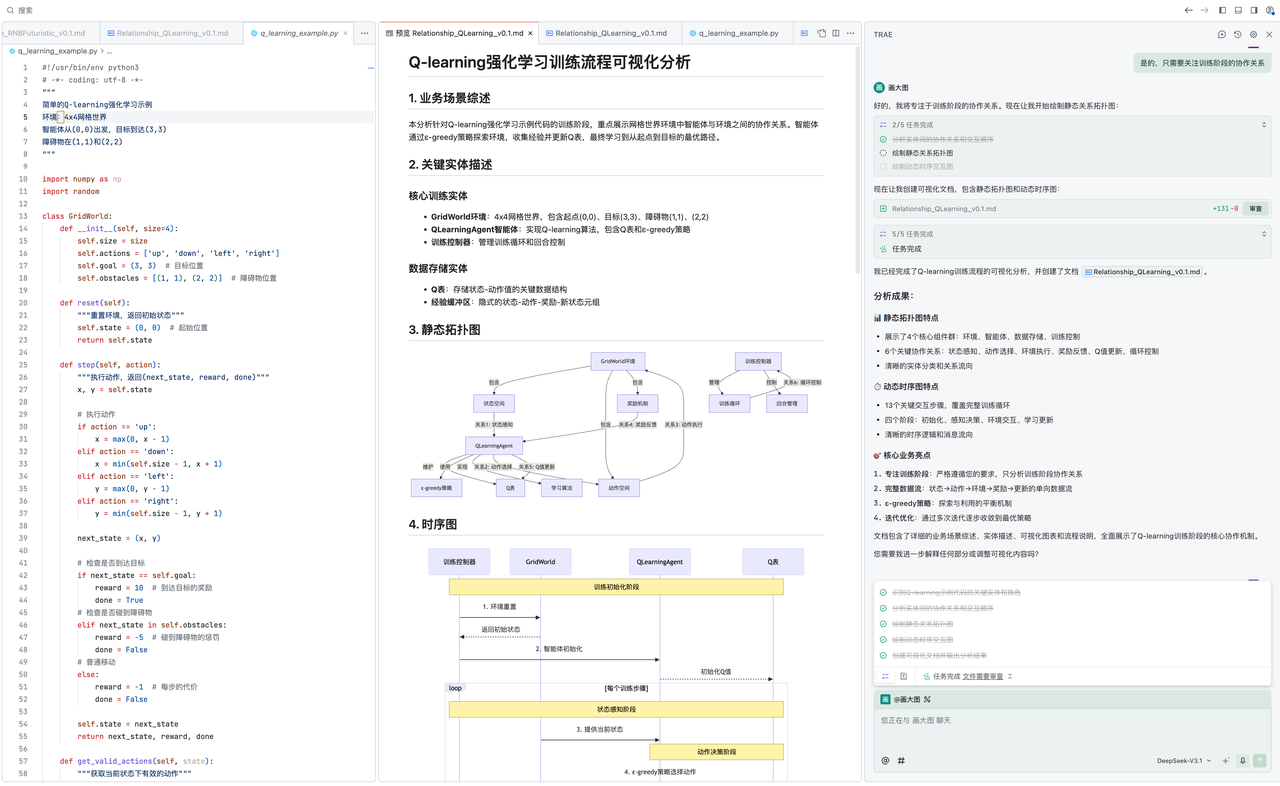 搜索
_RNBFuturistic_v0.1.md
Relationship_QLearning_v0.1.md
q_learning_example.py ×
q_learning_example.py > ...
1 #!/usr/bin/env python3
2 # -*- coding: utf-8 -*-
3 """
4 简单的Q-learning强化学习示例
5 环境: 4x4网格世界
6 智能体从(0,0)出发，目标到达(3,3)
7 障碍物在(1,1)和(2,2)
8 """
9
10 import numpy as np
11 import random
12
13 class GridWorld:
14 def __init__(self, size=4):
15 self.size = size
16 self.actions = ['up', 'down', 'left', 'right']
17 self.goal = (3, 3) # 目标位置
18 self.obstacles = [(1, 1), (2, 2)] # 障碍物位置
19
20 def reset(self):
21 """重置环境，返回初始状态"""
22 self.state = (0, 0) # 起始位置
23 return self.state
24
25 def step(self, action):
26 """执行动作，返回(next_state, reward, done)"""
27 x, y = self.state
28
29 # 执行动作
30 if action == 'up':
31 x = max(0, x - 1)
32 elif action == 'down':
33 x = min(self.size - 1, x + 1)
34 elif action == 'left':
35 y = max(0, y - 1)
36 elif action == 'right':
37 y = min(self.size - 1, y + 1)
38
39 next_state = (x, y)
40
41 # 检查是否到达目标
42 if next_state == self.goal:
43 reward = 10 # 到达目标的奖励
44 done = True
45 # 检查是否碰到障碍物
46 elif next_state in self.obstacles:
47 reward = -5 # 碰到障碍物的惩罚
48 done = False
49 # 普通移动
50 else:
51 reward = -1 # 每步的代价
52 done = False
53
54 self.state = next_state
55 return next_state, reward, done
56
57 def get_valid_actions(self, state):
58 """获取当前状态下有效的动作"""
预览 Relationship_QLearning_v0.1.md ×
Relationship_QLearning_v0.1.md
q_learning_example.py
Q-learning强化学习训练流程可视化分析
1. 业务场景综述
本分析针对Q-learning强化学习示例代码的训练阶段，重点展示网格世界环境中智能体与环境之间的协作关系。智能体
通过ε-greedy策略探索环境，收集经验并更新Q表，最终学习到从起点到目标的最优路径。
2. 关键实体描述
核心训练实体
• GridWorld环境：4x4网格世界，包含起点(0,0)、目标(3,3)、障碍物(1,1)、(2,2)
• QLearningAgent智能体：实现Q-learning算法，包含Q表和ε-greedy策略
• 训练控制器：管理训练循环和回合控制
数据存储实体
• Q表：存储状态-动作值的关键数据结构
• 经验缓冲区：隐式的状态-动作-奖励-新状态元组
3. 静态拓扑图
GridWorld环境
训练控制器
包含
包含
管理
控制
关系6: 循环控制
状态空间
奖励机制
训练循环
回合管理
关系1: 状态感知
包含
关系4: 奖励反馈
关系3: 动作执行
QLearningAgent
维护
使用
实现
关系2: 动作选择
关系5: Q值更新
ε-greedy策略
Q表
学习算法
动作空间
4. 时序图
训练控制器
GridWorld
QLearningAgent
Q表
训练初始化阶段
1. 环境重置
返回初始状态
2. 智能体初始化
初始化Q值
loop
[每个训练步骤]
状态感知阶段
3. 提供当前状态
动作决策阶段
4. ε-greedy策略选择动作
TRAE
是的，只需要关注训练阶段的协作关系
画 画大图
好的，我将专注于训练阶段的协作关系。现在让我开始绘制静态关系拓扑图：
2/5 任务完成
分析实体间的协作关系和交互顺序
绘制静态关系拓扑图
绘制动态时序交互图
现在让我创建可视化文档，包含静态拓扑图和动态时序图：
Relationship_QLearning_v0.1.md +131 -0 审查
5/5 任务完成
任务完成
我已经完成了Q-learning训练流程的可视化分析，并创建了文档 Relationship_QLearning_v0.1.md 。
分析成果：
📊 静态拓扑图特点
• 展示了4个核心组件群：环境、智能体、数据存储、训练控制
• 6个关键协作关系：状态感知、动作选择、环境执行、奖励反馈、Q值更新、循环控制
• 清晰的实体分类和关系流向
⏱ 动态时序图特点
• 13个关键交互步骤，覆盖完整训练循环
• 四个阶段：初始化、感知决策、环境交互、学习更新
• 清晰的时序逻辑和消息流向
🎯 核心业务亮点
1. 专注训练阶段：严格遵循您的要求，只分析训练阶段协作关系
2. 完整数据流：状态→动作→环境→奖励→更新的单向数据流
3. ε-greedy策略：探索与利用的平衡机制
4. 迭代优化：通过多次迭代逐步收敛到最优策略
文档包含了详细的业务场景综述、实体描述、可视化图表和流程说明，全面展示了Q-learning训练阶段的核心协作机制。
您需要我进一步解释任何部分或调整可视化内容吗？
识别Q-learning示例代码的关键实体和角色
分析实体间的协作关系和交互顺序
绘制静态关系拓扑图
绘制动态时序交互图
创建可视化文档并输出分析结果
任务完成 文件需要审查
画 @画大图
您正在与 画大图 聊天
@ # DeepSeek-V3.1